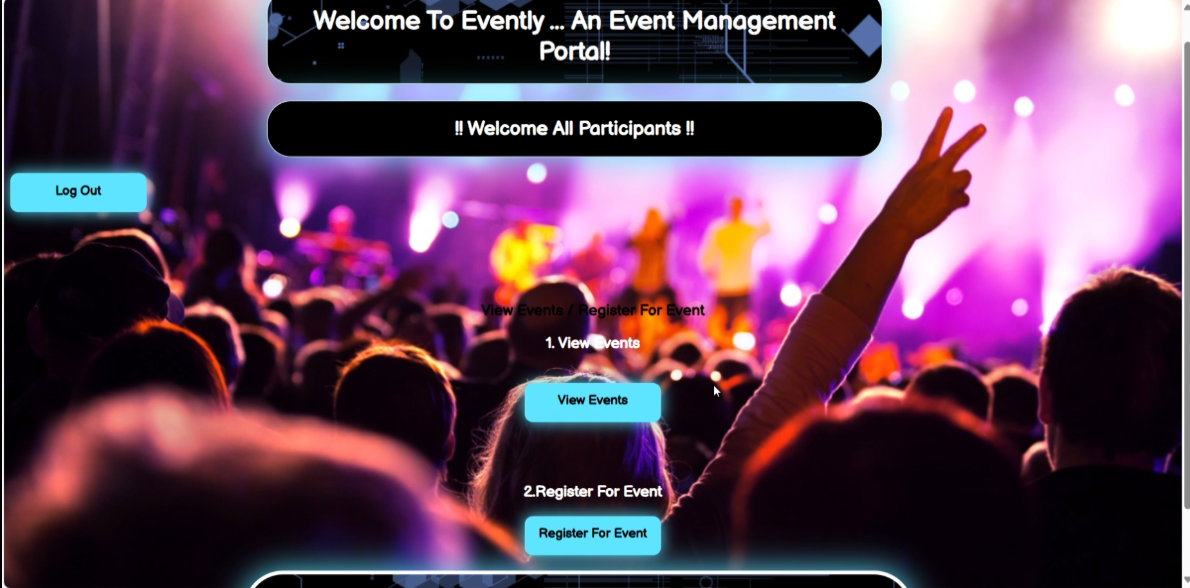 Welcome To Evently ... An Event Management
Portal!
!! Welcome All Participants !!
Log Out
View Events / Register For Event
1. View Events
View Events
2.Register For Event
Register For Event